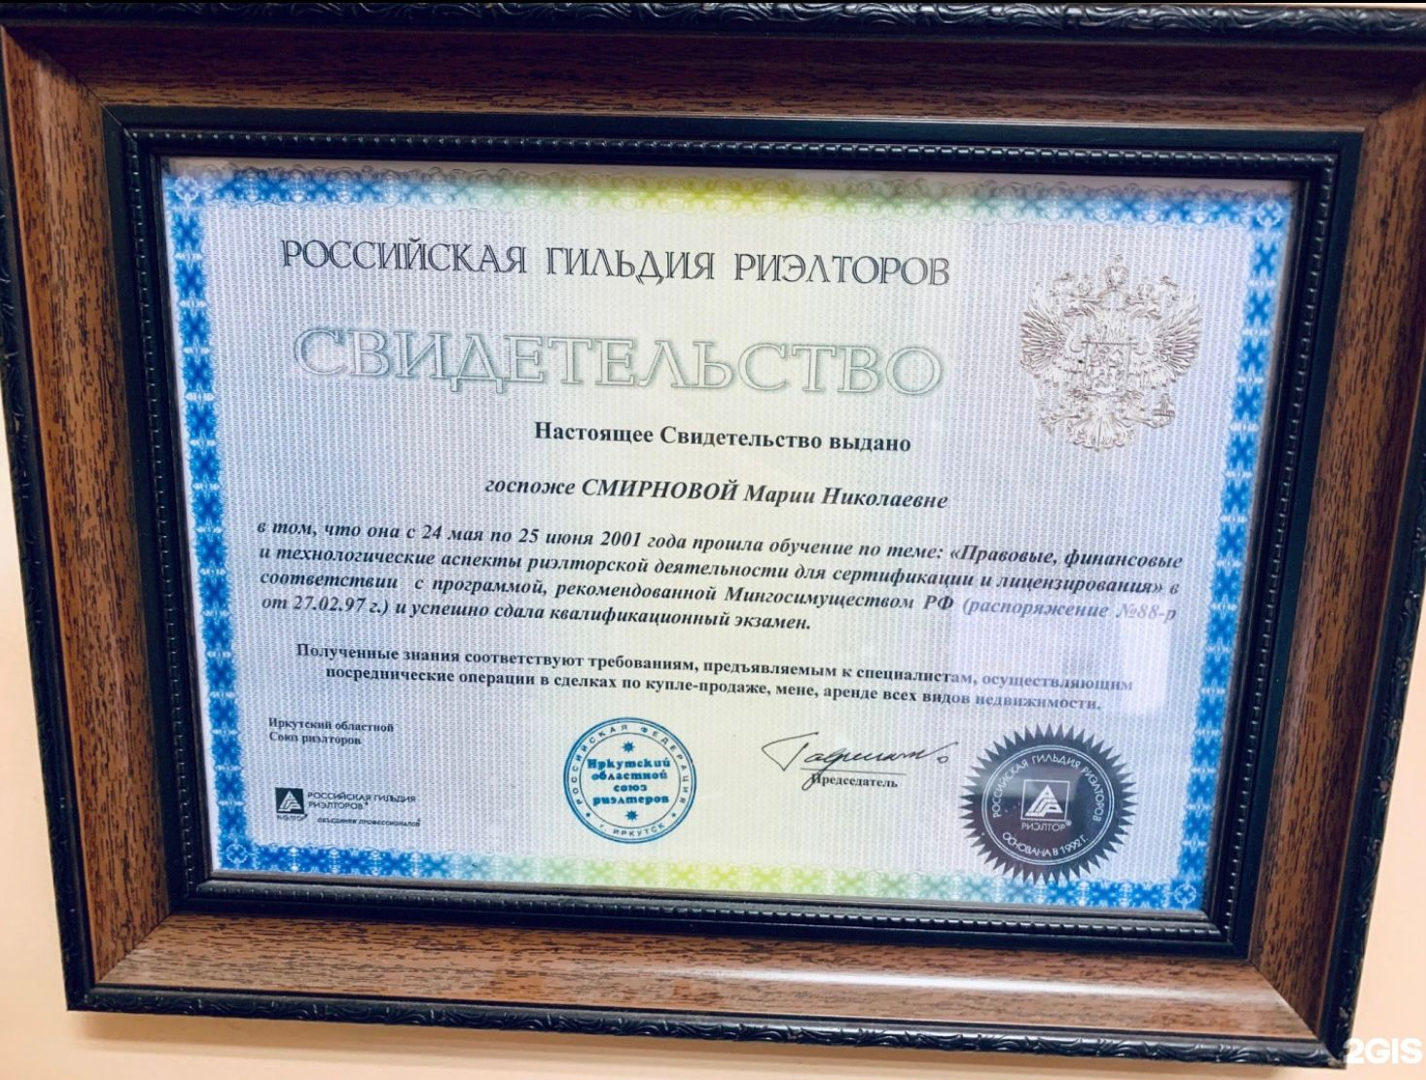 РОССИЙСКАЯ ГИЛЬДИЯ РИЭЛТОРОВ
СВИДЕТЕЛЬСТВО
Настоящее Свидетельство выдано
госпоже СМИРНОВОЙ Марии Николаевне
в том, что она с 24 мая по 25 июня 2001 года прошла обучение по теме: «Правовые, финансовые
и технологические аспекты риэлторской деятельности для сертификации и лицензирования» в
соответствии с программой, рекомендованной Мингосимуществом РФ (распоряжение №88-р
от 27.02.97 г.) и успешно сдала квалификационный экзамен.
Полученные знания соответствуют требованиям, предъявляемым к специалистам, осуществляющим
посреднические операции в сделках по купле-продаже, мене, аренде всех видов недвижимости.
Иркутский областной
Союз риэлторов
РОССИЙСКАЯ ГИЛЬДИЯ
РИЭЛТОРОВ®
РИЭЛТОР®
ОБЪЕДИНЯЯ ПРОФЕССИОНАЛОВ
РОССИЙСКАЯ ФЕДЕРАЦИЯ
Иркутский
областной
союз
риэлтеров
г. ИРКУТСК
Председатель
РОССИЙСКАЯ ГИЛЬДИЯ РИЭЛТОРОВ
РИЭЛТОР®
ОСНОВАНА В 1992 Г.
2GIS